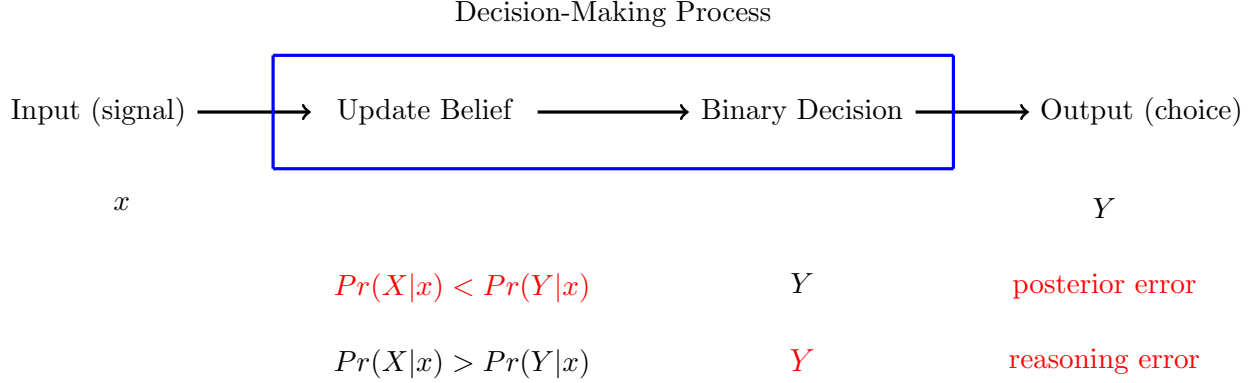 Decision-Making Process
Input (signal) Update Belief Binary Decision Output (choice)
x Y
Pr(X|x) < Pr(Y|x) Y posterior error
Pr(X|x) > Pr(Y|x) Y reasoning error